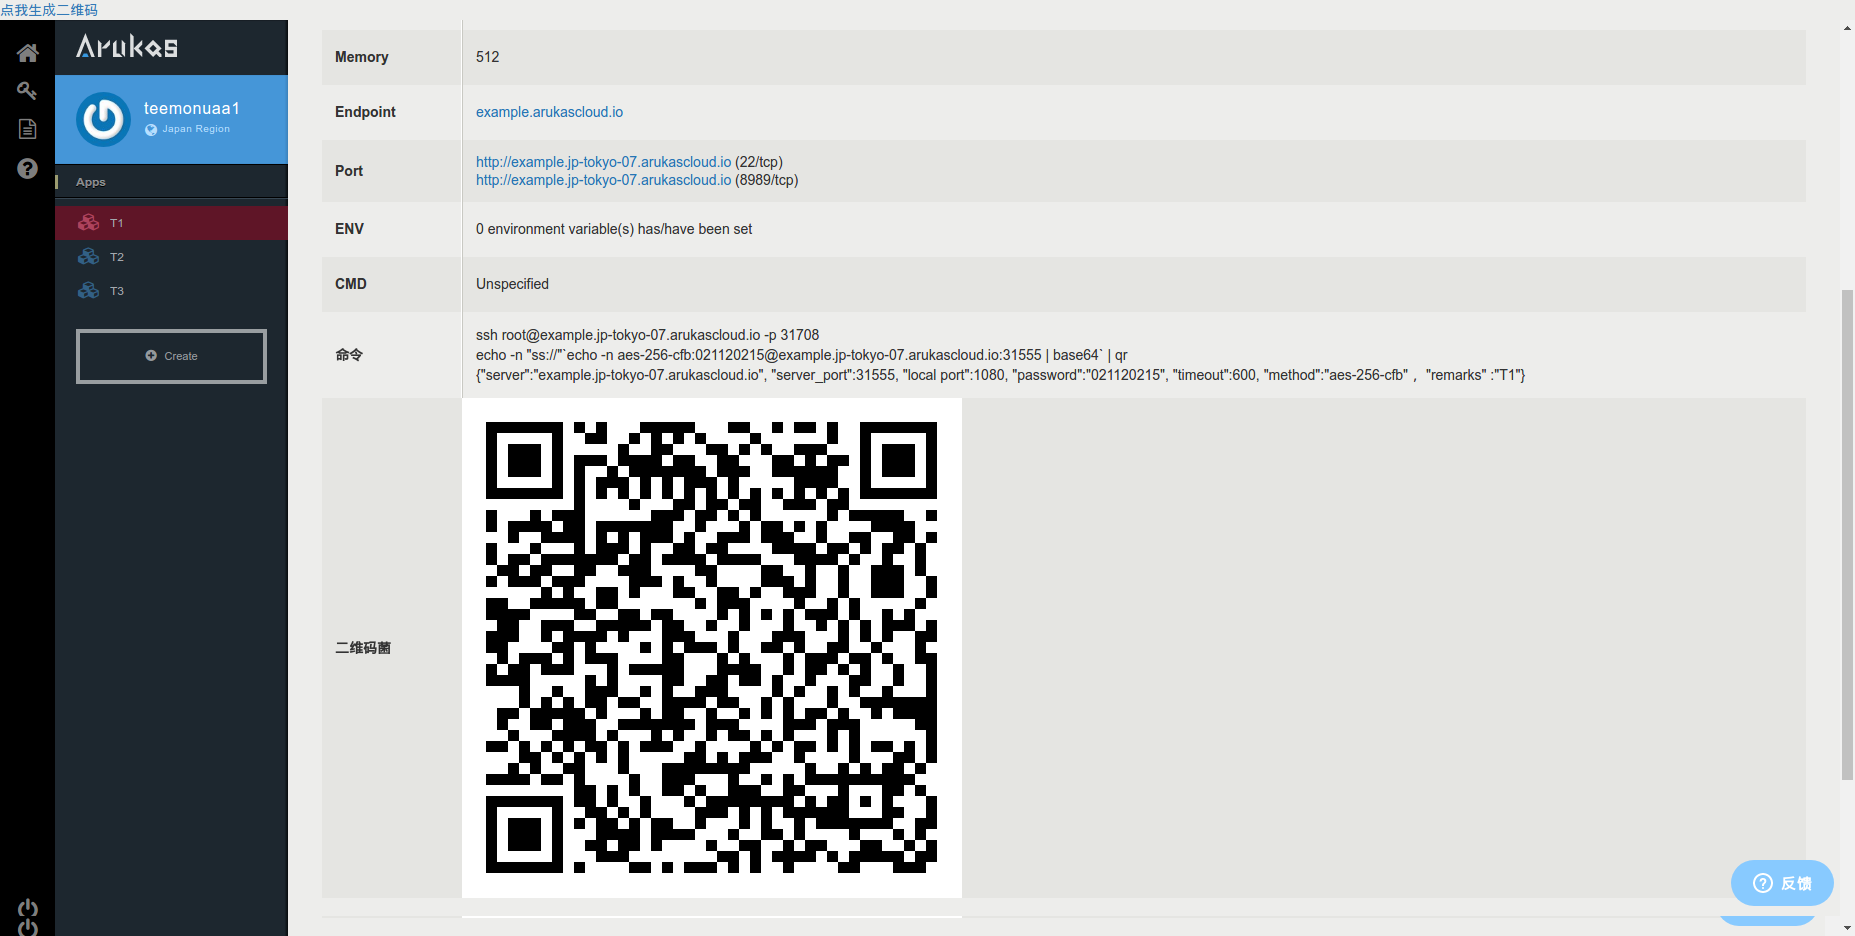 点我生成二维码
Arukas
teemonuaa1
Japan Region
Apps
T1
T2
T3
Create
Memory
512
Endpoint
example.arukascloud.io
Port
http://example.jp-tokyo-07.arukascloud.io (22/tcp)
http://example.jp-tokyo-07.arukascloud.io (8989/tcp)
ENV
0 environment variable(s) has/have been set
CMD
Unspecified
命令
ssh root@example.jp-tokyo-07.arukascloud.io -p 31708
echo -n "ss://"`echo -n aes-256-cfb:021120215@example.jp-tokyo-07.arukascloud.io:31555 | base64` | qr
{"server":"example.jp-tokyo-07.arukascloud.io", "server_port":31555, "local port":1080, "password":"021120215", "timeout":600, "method":"aes-256-cfb" ， "remarks" :"T1"}
二维码菌
反馈